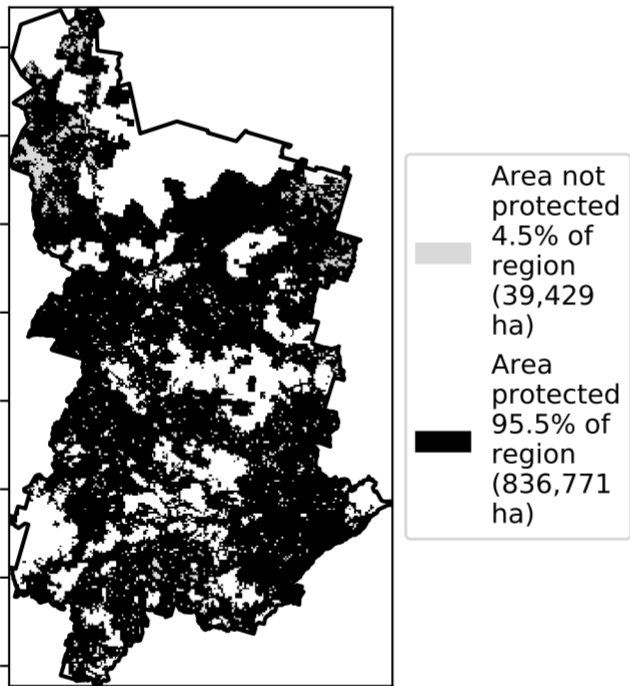 Area not
protected
4.5% of
region
(39,429
ha)
Area
protected
95.5% of
region
(836,771
ha)